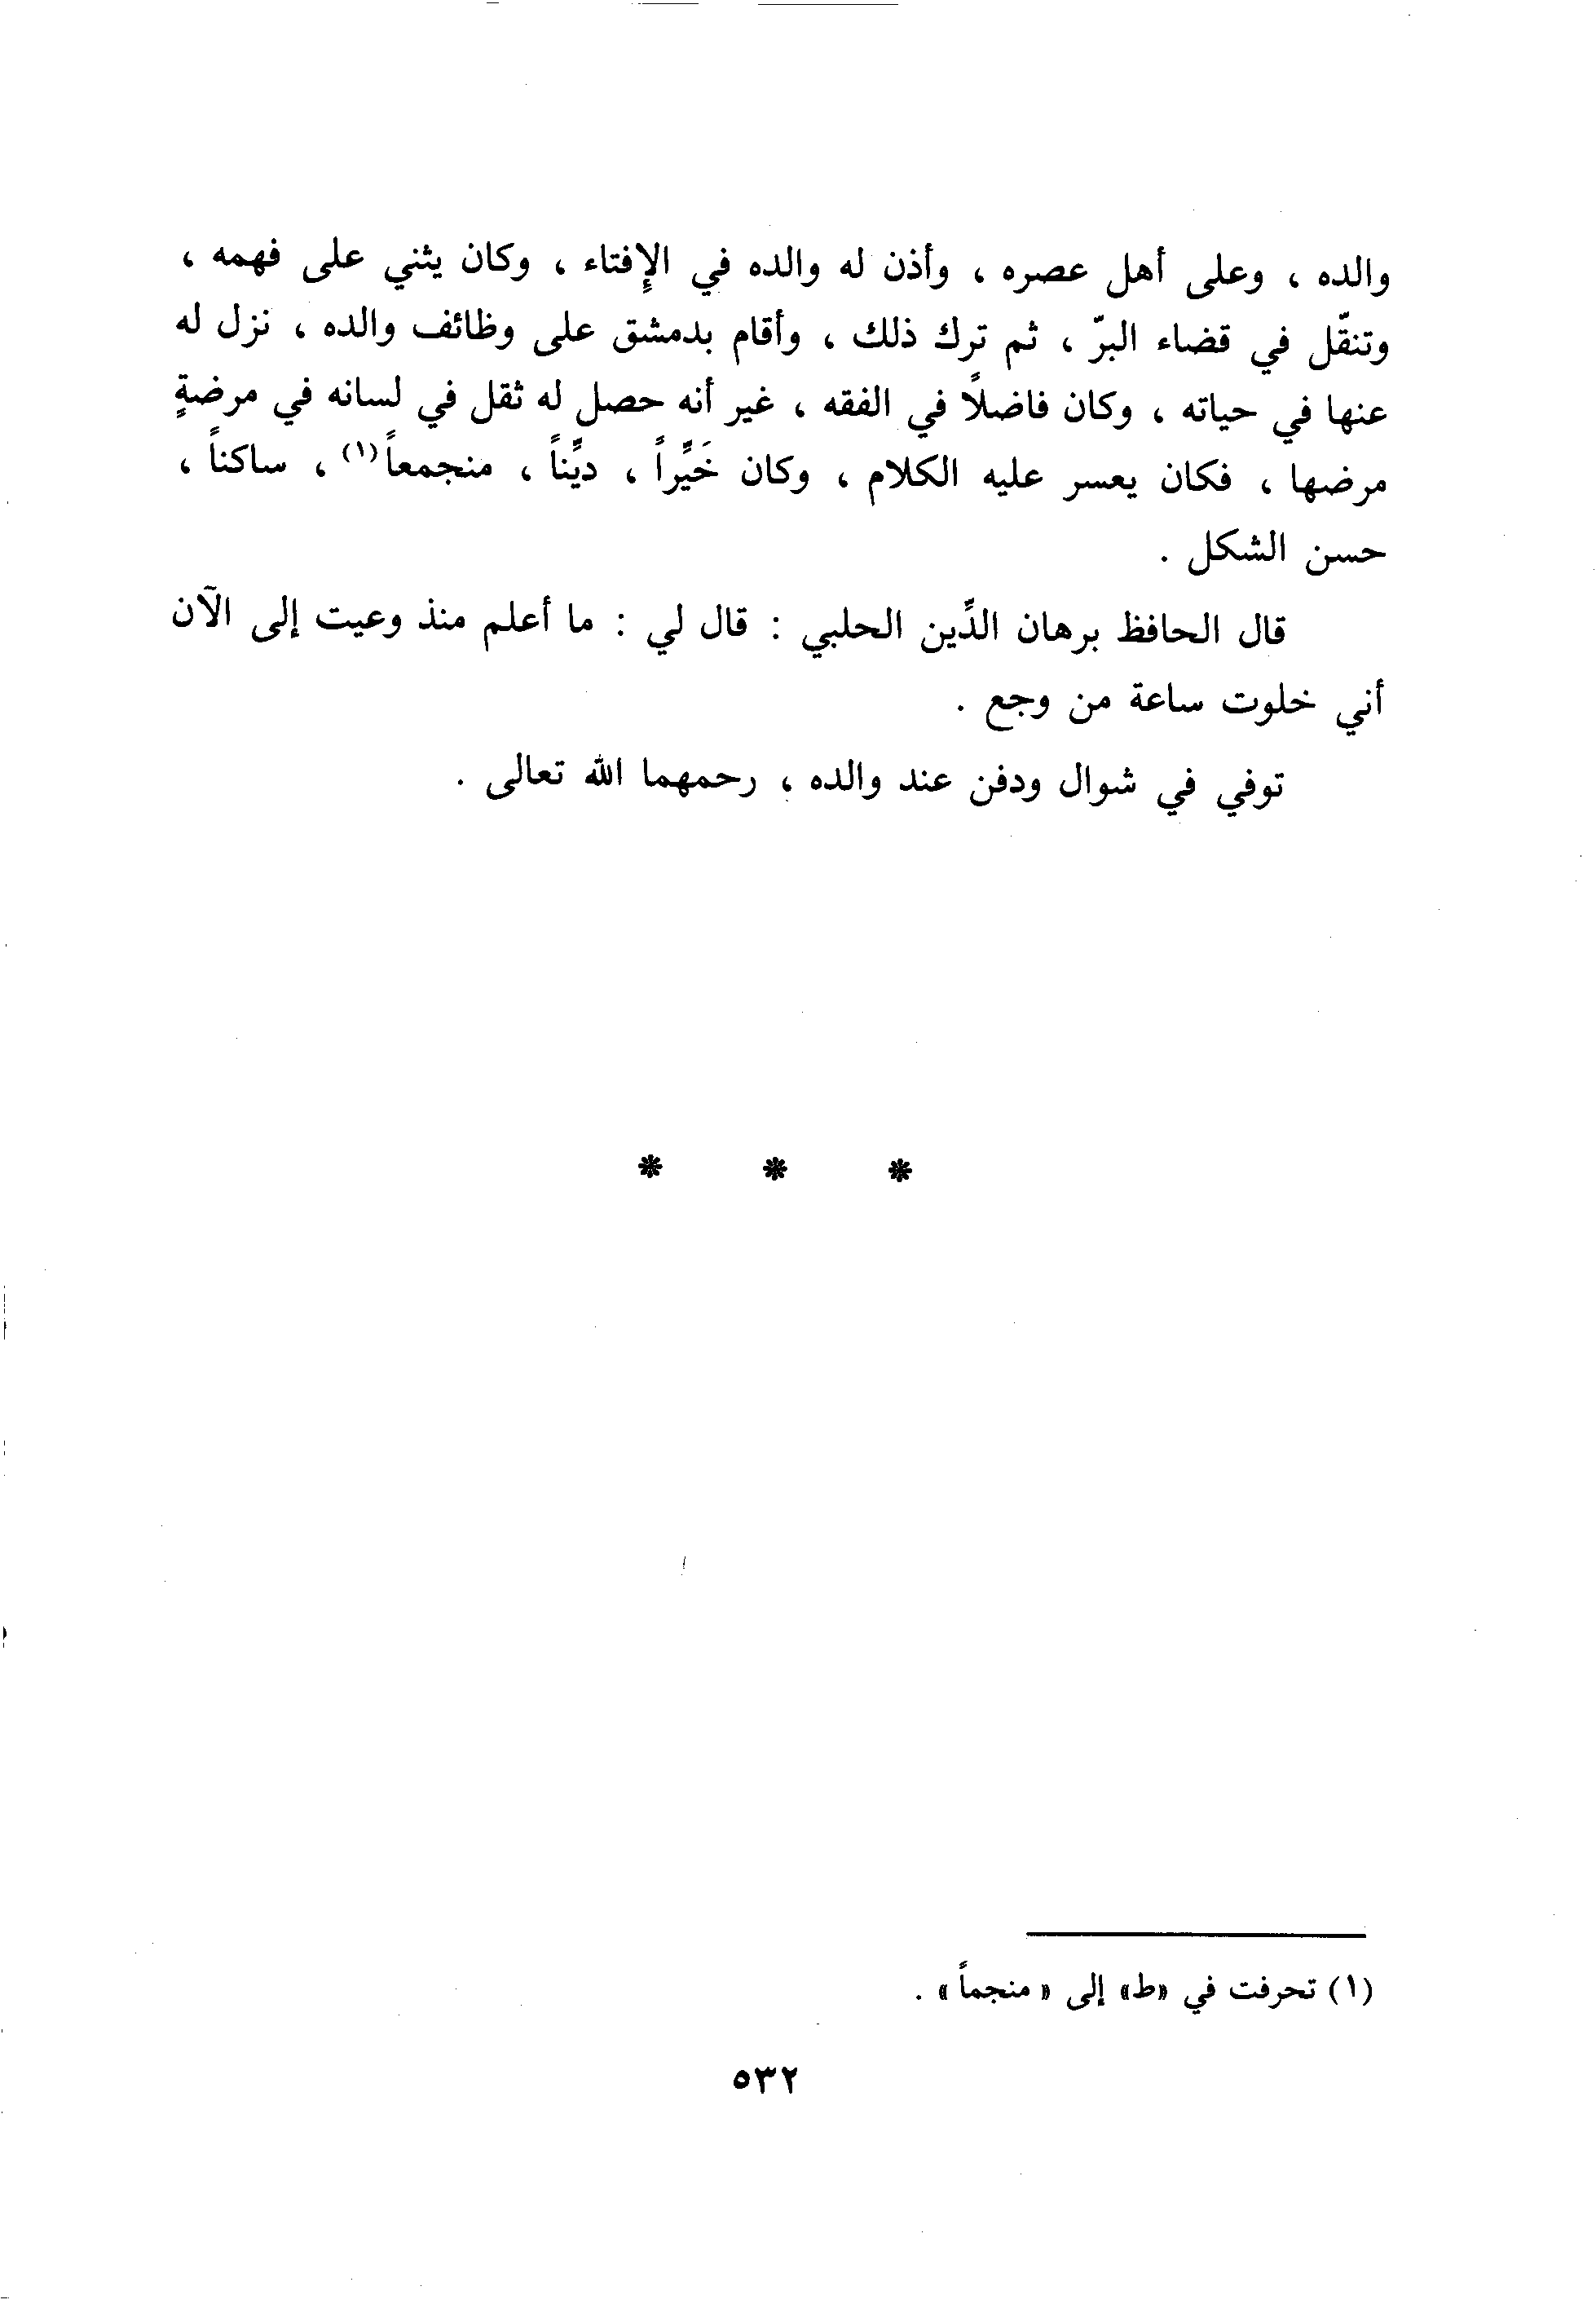 والده ، وعلى أهل عصره ، وأذن له والده في الإِفتاء ، وكان يثني على فهمه ،
وتنقّل في قضاء البرّ ، ثم ترك ذلك ، وأقام بدمشق على وظائف والده ، نزل له
عنها في حياته ، وكان فاضلاً في الفقه ، غير أنه حصل له ثقل في لسانه في مرضةٍ
مرضها ، فكان يعسر عليه الكلام ، وكان خَيِّراً ، ديِّناً ، منجمعاً(١) ، ساكناً ،
حسن الشكل .
قال الحافظ برهان الدِّين الحلبي : قال لي : ما أعلم منذ وعيت إلى الآن
أني خلوت ساعة من وجع .
توفي في شوال ودفن عند والده ، رحمهما الله تعالى .
* * *
(١) تحرفت في «ط» إلى « منجماً » .
٥٣٢